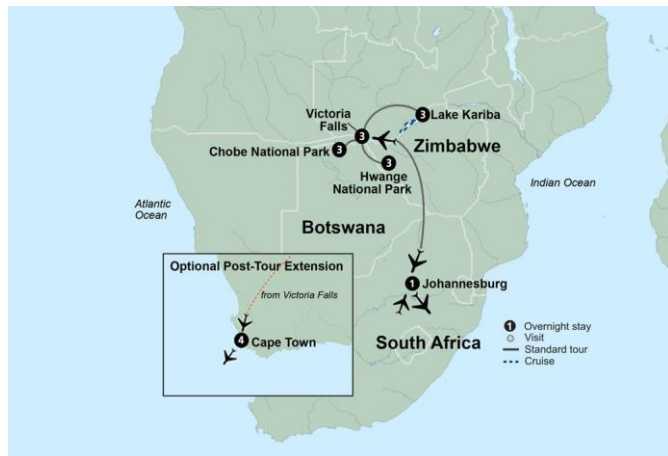 Victoria
Falls
3
3
Lake Kariba
Zimbabwe
Chobe National Park
3
3
Hwange
National Park
Indian Ocean
Atlantic
Ocean
Botswana
Optional Post-Tour Extension
from Victoria Falls
1
Johannesburg
4
Cape Town
South Africa
1
Overnight stay
Visit
Standard tour
Cruise